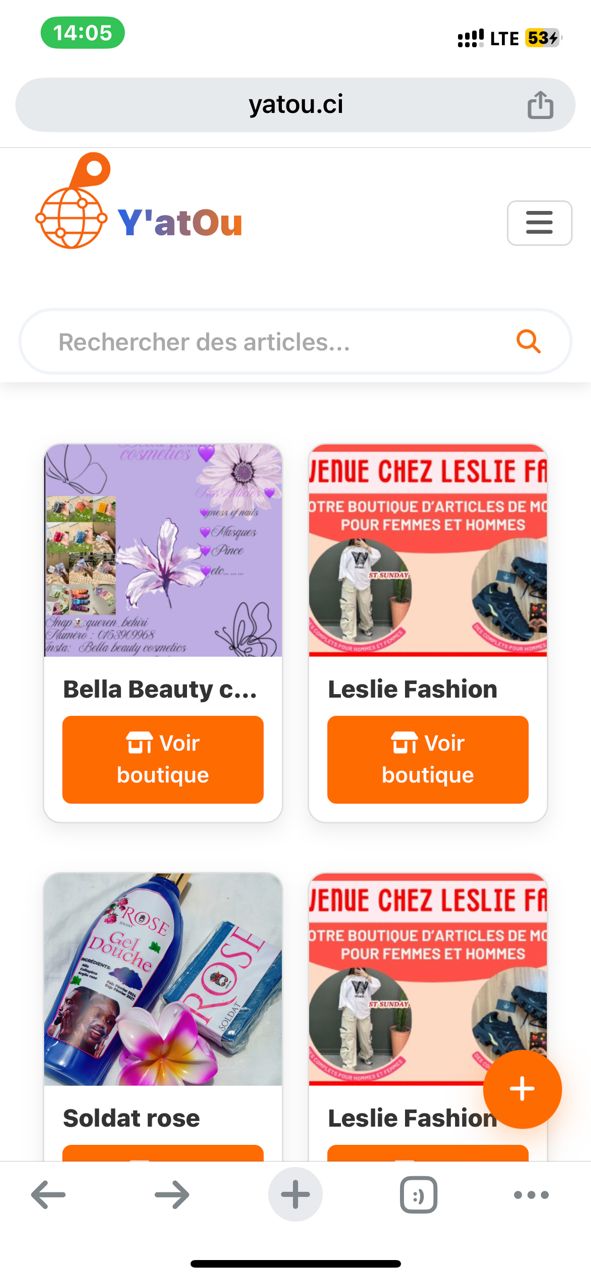 14:05
LTE 53
yatou.ci
Y'atOu
Rechercher des articles...
cosmetics
press of nails
Masques
Pince
etc......
Snap :queren_behiri
Numéro : 0153909968
Insta: Bella beauty cosmetics
VENUE CHEZ LESLIE FA
OTRE BOUTIQUE D'ARTICLES DE MO
POUR FEMMES ET HOMMES
ST SUNDAY
Bella Beauty c...
Leslie Fashion
Voir
boutique
Voir
boutique
ROSE
Gel
Douche
INGRÉDIENTS:
ROSE
SOLDAT
VENUE CHEZ LESLIE FA
OTRE BOUTIQUE D'ARTICLES DE MO
POUR FEMMES ET HOMMES
ST SUNDAY
Soldat rose
Leslie Fashion
+
:)